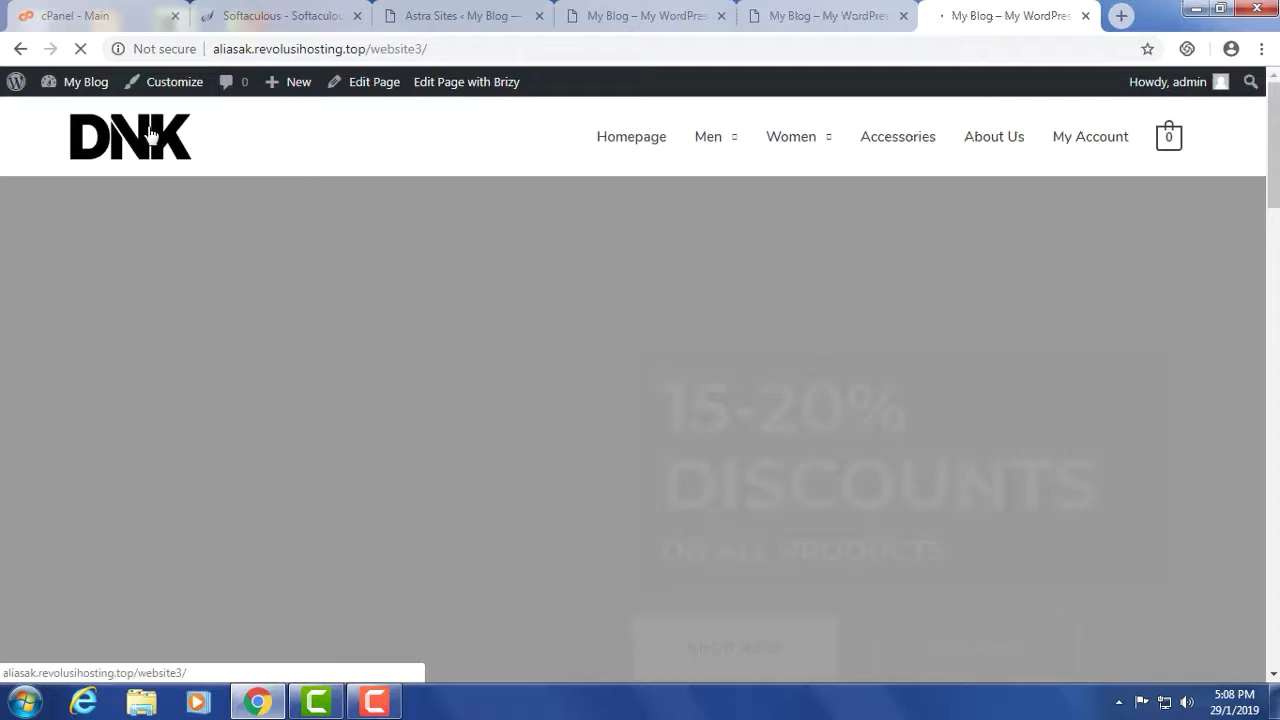 cPanel - Main
Softaculous - Softaculou
Astra Sites ‹ My Blog —
My Blog – My WordPres
My Blog – My WordPres
My Blog – My WordPres
Not secure
aliasak.revolusihosting.top/website3/
My Blog
Customize
0
New
Edit Page
Edit Page with Brizy
Howdy, admin
DNK
Homepage
Men
Women
Accessories
About Us
My Account
0
15-20%
DISCOUNTS
ON ALL PRODUCTS
aliasak.revolusihosting.top/website3/
5:08 PM
29/1/2019